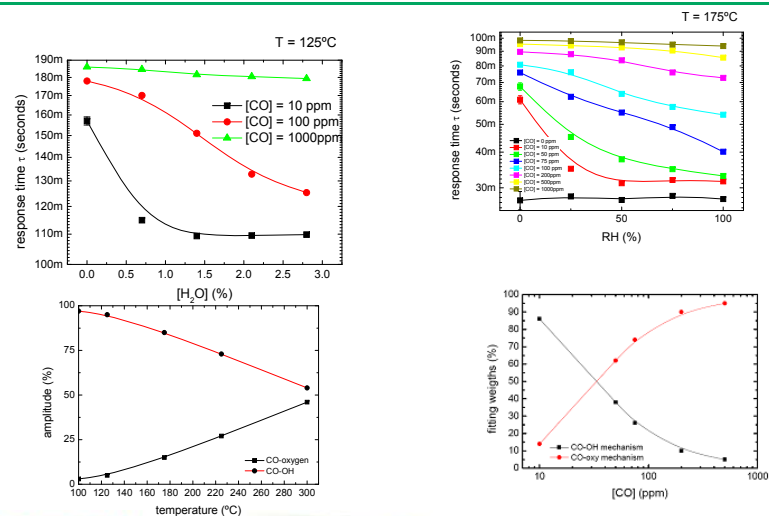 T = 125ºC
190m
180m
170m
160m
150m
140m
130m
120m
110m
100m
response time τ (seconds)
[CO] = 10 ppm
[CO] = 100 ppm
[CO] = 1000ppm
0.0 0.5 1.0 1.5 2.0 2.5 3.0
[H2O] (%)
T = 175ºC
100m
90m
80m
70m
60m
50m
40m
30m
response time τ (seconds)
[CO] = 0 ppm
[CO] = 10 ppm
[CO] = 50 ppm
[CO] = 75 ppm
[CO] = 100 ppm
[CO] = 200ppm
[CO] = 500ppm
[CO] = 1000ppm
0 50 100
RH (%)
100
75
50
25
0
amplitude (%)
CO-oxygen
CO-OH
100 120 140 160 180 200 220 240 260 280 300
temperature (ºC)
100
90
80
70
60
50
40
30
20
10
0
fitting weigths (%)
CO-OH mechanism
CO-oxy mechanism
10 100 1000
[CO] (ppm)